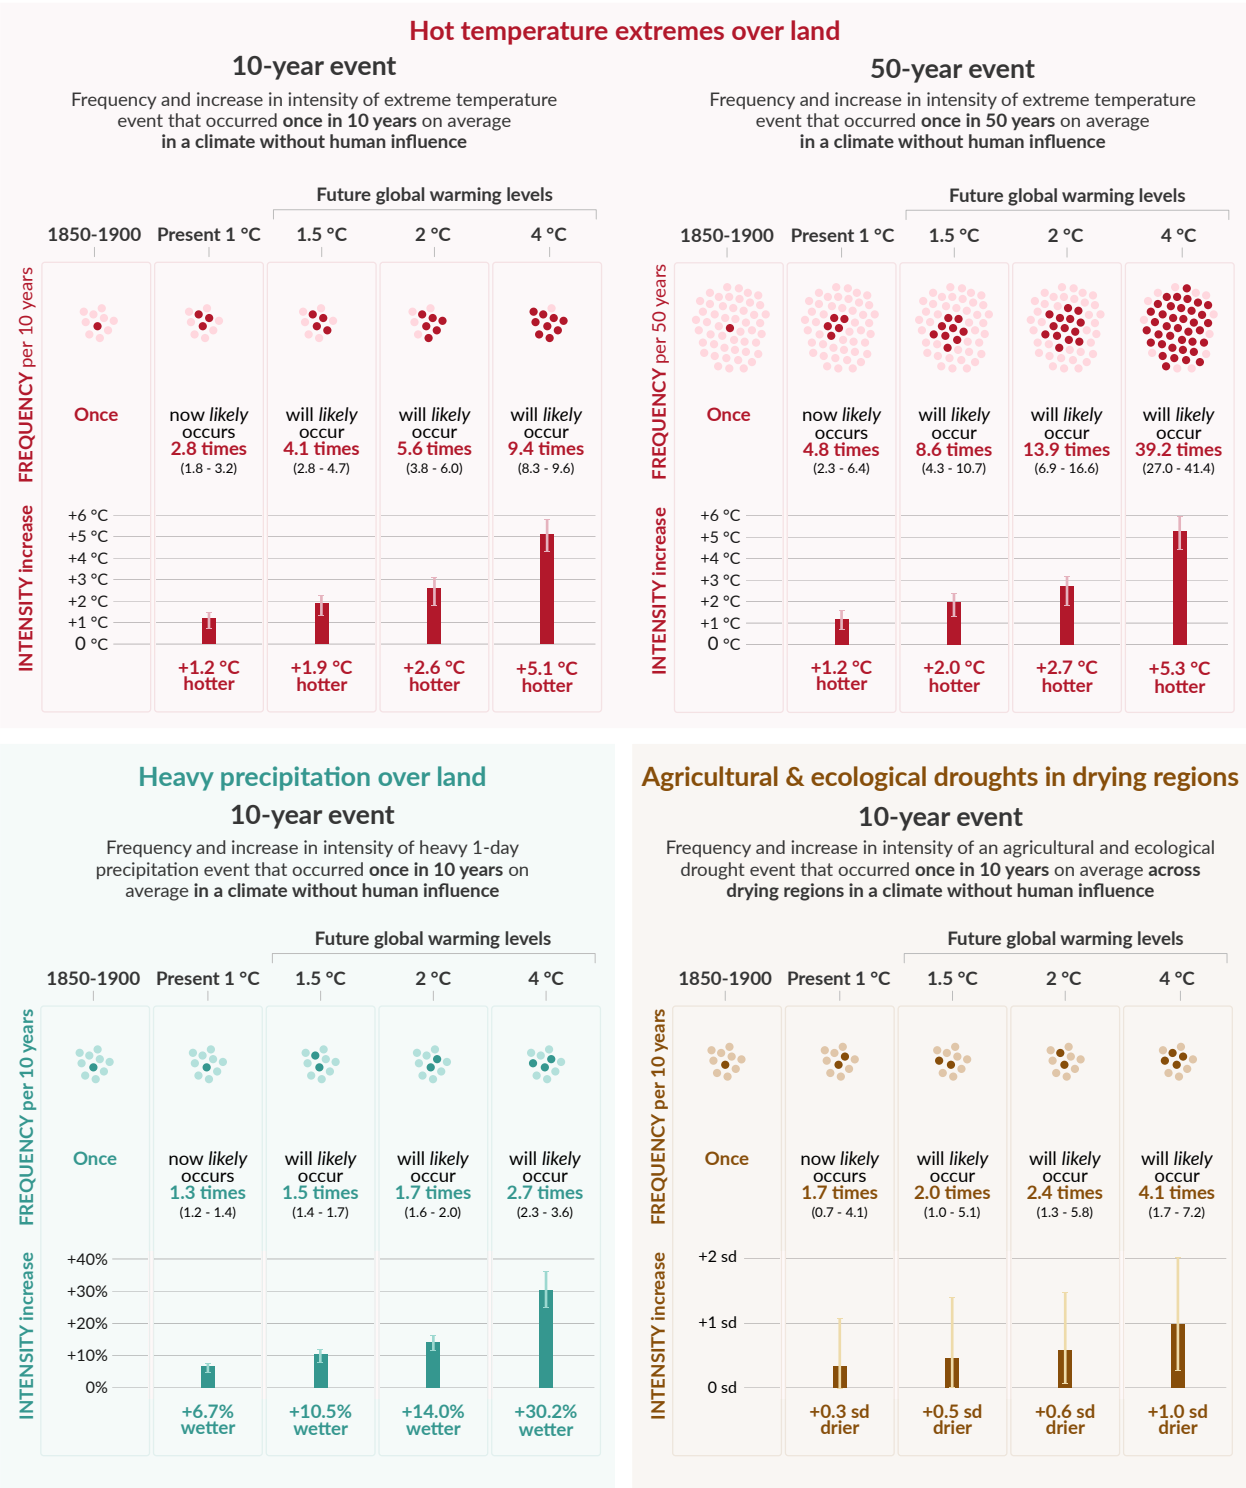 Hot temperature extremes over land
10-year event
Frequency and increase in intensity of extreme temperature
event that occurred once in 10 years on average
in a climate without human influence
Future global warming levels
1850-1900 Present 1 °C 1.5 °C 2 °C 4 °C
FREQUENCY per 10 years
Once
now likely
occurs
2.8 times
(1.8 - 3.2)
will likely
occur
4.1 times
(2.8 - 4.7)
will likely
occur
5.6 times
(3.8 - 6.0)
will likely
occur
9.4 times
(8.3 - 9.6)
INTENSITY increase
+6 °C
+5 °C
+4 °C
+3 °C
+2 °C
+1 °C
0 °C
+1.2 °C
hotter
+1.9 °C
hotter
+2.6 °C
hotter
+5.1 °C
hotter
50-year event
Frequency and increase in intensity of extreme temperature
event that occurred once in 50 years on average
in a climate without human influence
Future global warming levels
1850-1900 Present 1 °C 1.5 °C 2 °C 4 °C
FREQUENCY per 50 years
Once
now likely
occurs
4.8 times
(2.3 - 6.4)
will likely
occur
8.6 times
(4.3 - 10.7)
will likely
occur
13.9 times
(6.9 - 16.6)
will likely
occur
39.2 times
(27.0 - 41.4)
INTENSITY increase
+6 °C
+5 °C
+4 °C
+3 °C
+2 °C
+1 °C
0 °C
+1.2 °C
hotter
+2.0 °C
hotter
+2.7 °C
hotter
+5.3 °C
hotter
Heavy precipitation over land
10-year event
Frequency and increase in intensity of heavy 1-day
precipitation event that occurred once in 10 years on
average in a climate without human influence
Future global warming levels
1850-1900 Present 1 °C 1.5 °C 2 °C 4 °C
FREQUENCY per 10 years
Once
now likely
occurs
1.3 times
(1.2 - 1.4)
will likely
occur
1.5 times
(1.4 - 1.7)
will likely
occur
1.7 times
(1.6 - 2.0)
will likely
occur
2.7 times
(2.3 - 3.6)
INTENSITY increase
+40%
+30%
+20%
+10%
0%
+6.7%
wetter
+10.5%
wetter
+14.0%
wetter
+30.2%
wetter
Agricultural & ecological droughts in drying regions
10-year event
Frequency and increase in intensity of an agricultural and ecological
drought event that occurred once in 10 years on average across
drying regions in a climate without human influence
Future global warming levels
1850-1900 Present 1 °C 1.5 °C 2 °C 4 °C
FREQUENCY per 10 years
Once
now likely
occurs
1.7 times
(0.7 - 4.1)
will likely
occur
2.0 times
(1.0 - 5.1)
will likely
occur
2.4 times
(1.3 - 5.8)
will likely
occur
4.1 times
(1.7 - 7.2)
INTENSITY increase
+2 sd
+1 sd
0 sd
+0.3 sd
drier
+0.5 sd
drier
+0.6 sd
drier
+1.0 sd
drier